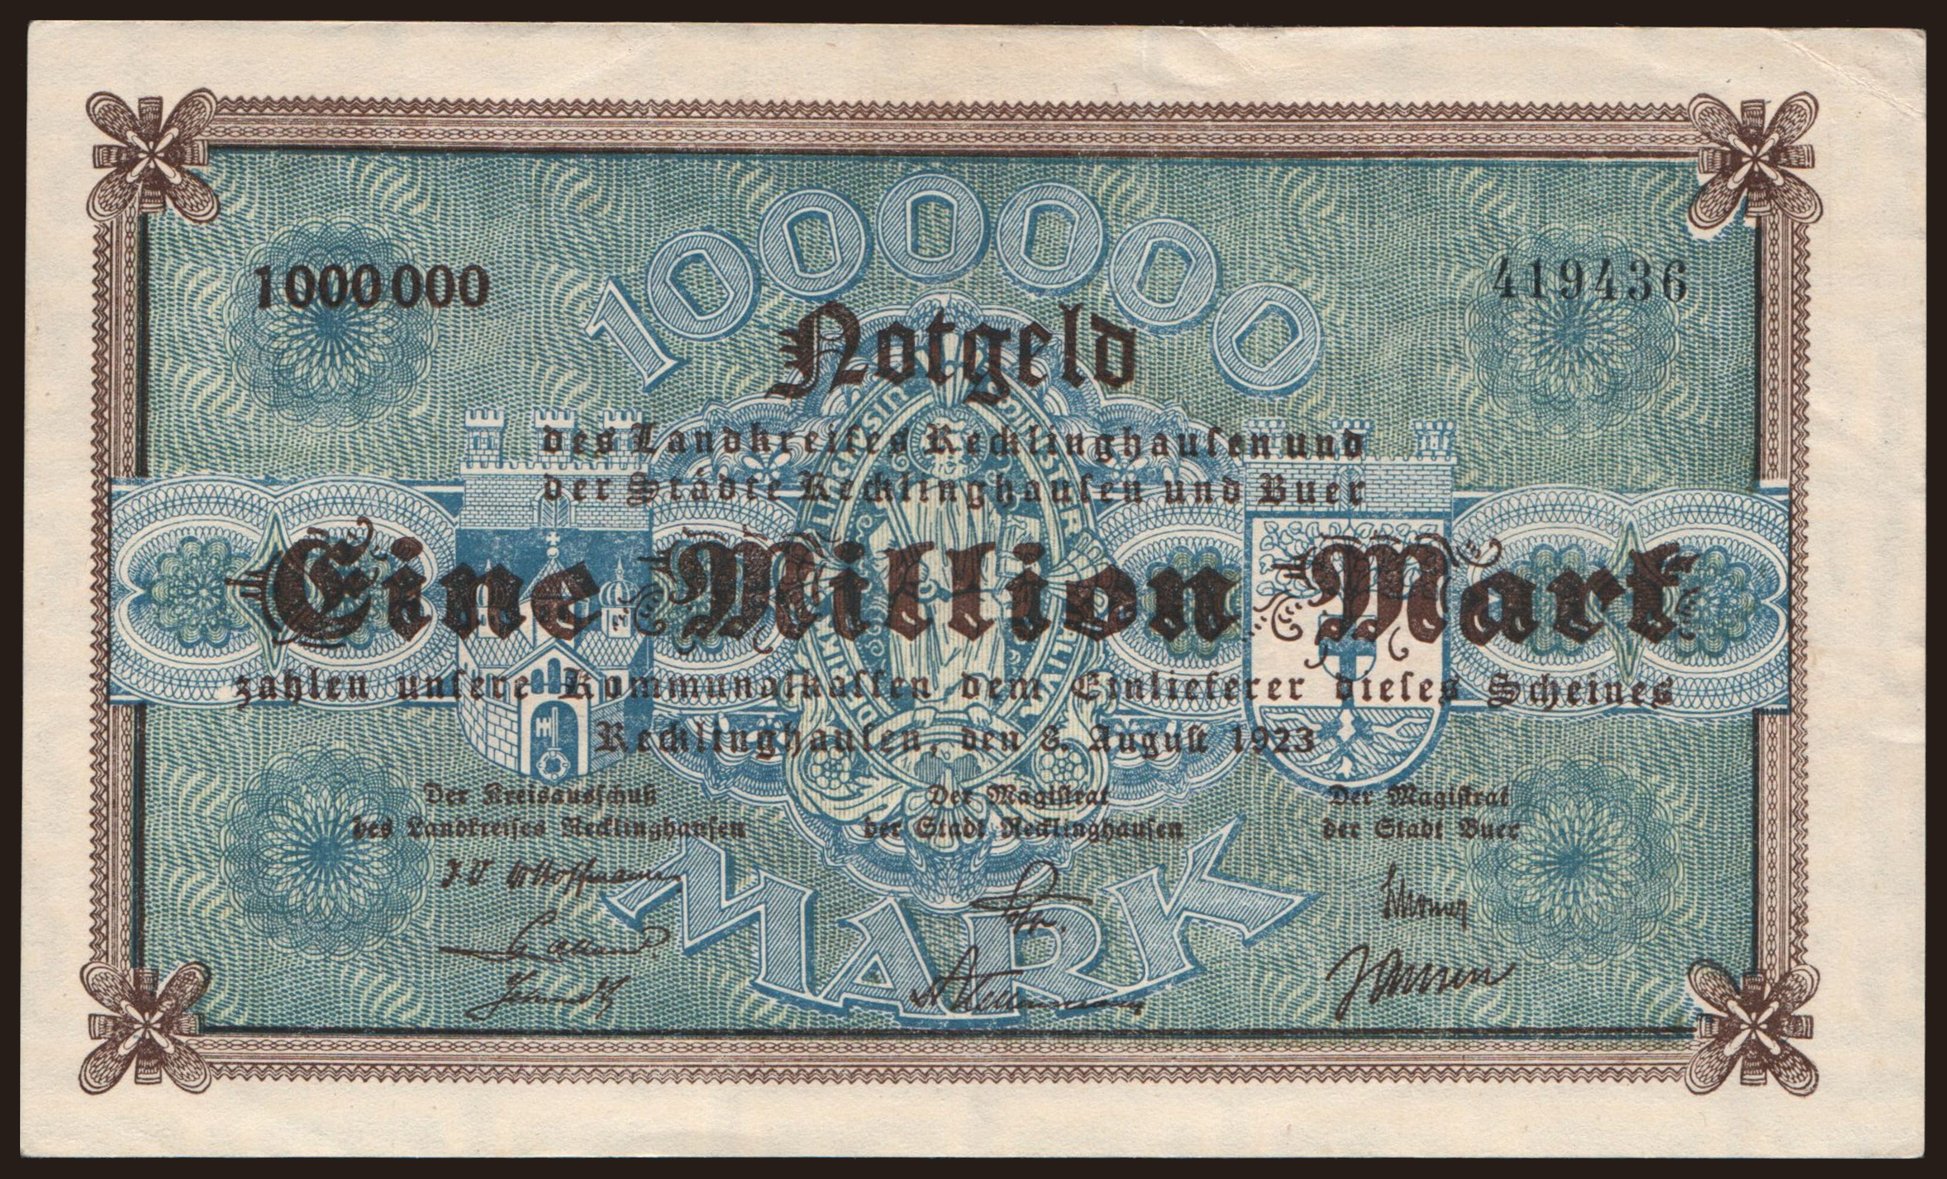 1000000
1000000
419436
Notgeld
des Landkreises Recklinghausen und
der Städte Recklinghausen und Buer
Eine Million Mark
zahlen unsere Kommunalkassen dem Einlieferer dieses Scheines
Recklinghausen, den 8. August 1923
Der Kreisausschuß
des Landkreises Recklinghausen
Der Magistrat
der Stadt Recklinghausen
Der Magistrat
der Stadt Buer
Jansen
MARK